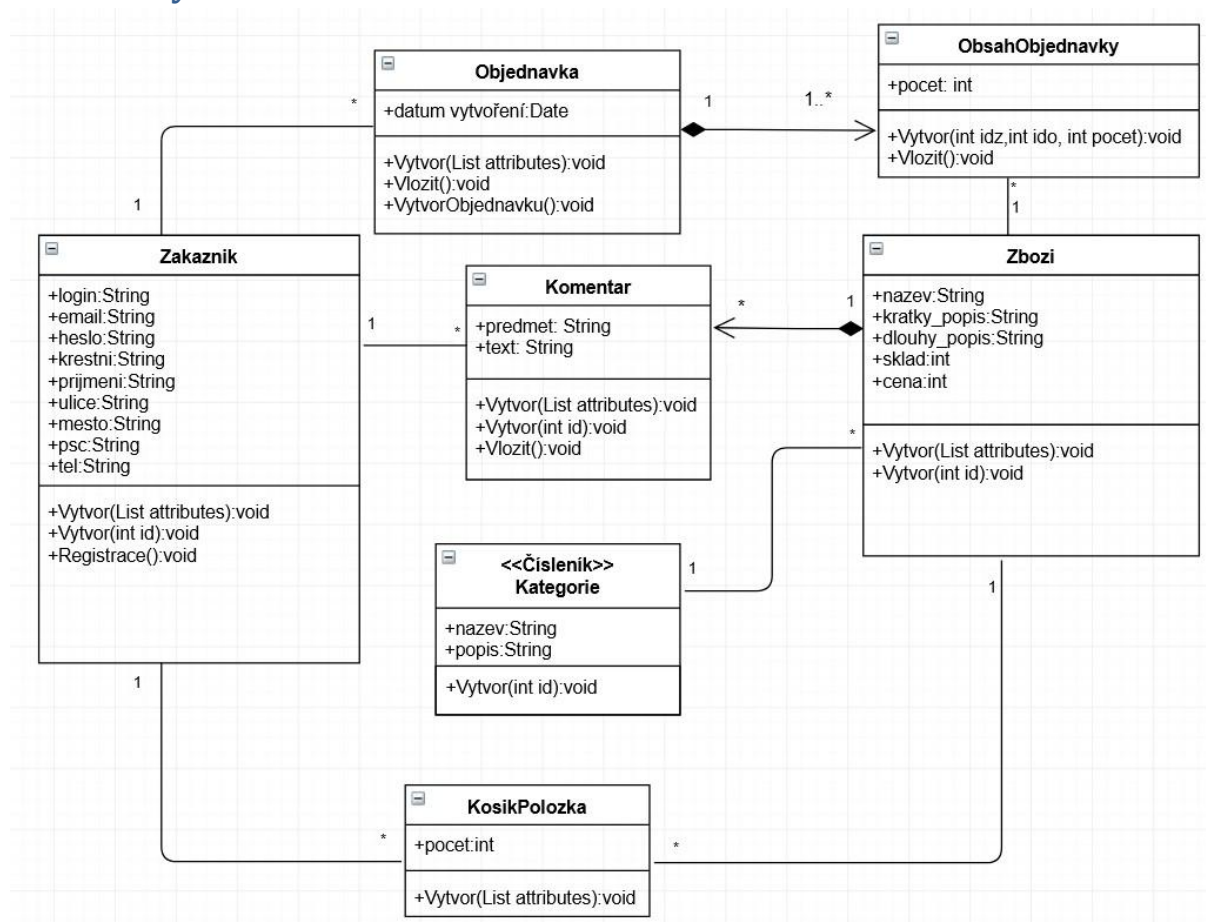 Objednavka
+datum vytvoření:Date
+Vytvor(List attributes):void
+Vlozit():void
+VytvorObjednavku():void
ObsahObjednavky
+pocet: int
+Vytvor(int idz,int ido, int pocet):void
+Vlozit():void
*
1
1..*
1
*
1
Zakaznik
+login:String
+email:String
+heslo:String
+krestni:String
+prijmeni:String
+ulice:String
+mesto:String
+psc:String
+tel:String
+Vytvor(List attributes):void
+Vytvor(int id):void
+Registrace():void
1
*
Komentar
+predmet: String
+text: String
+Vytvor(List attributes):void
+Vytvor(int id):void
+Vlozit():void
*
1
Zbozi
+nazev:String
+kratky_popis:String
+dlouhy_popis:String
+sklad:int
+cena:int
+Vytvor(List attributes):void
+Vytvor(int id):void
*
<<Čísleník>>
Kategorie
+nazev:String
+popis:String
+Vytvor(int id):void
1
1
1
KosikPolozka
+pocet:int
+Vytvor(List attributes):void
*
*